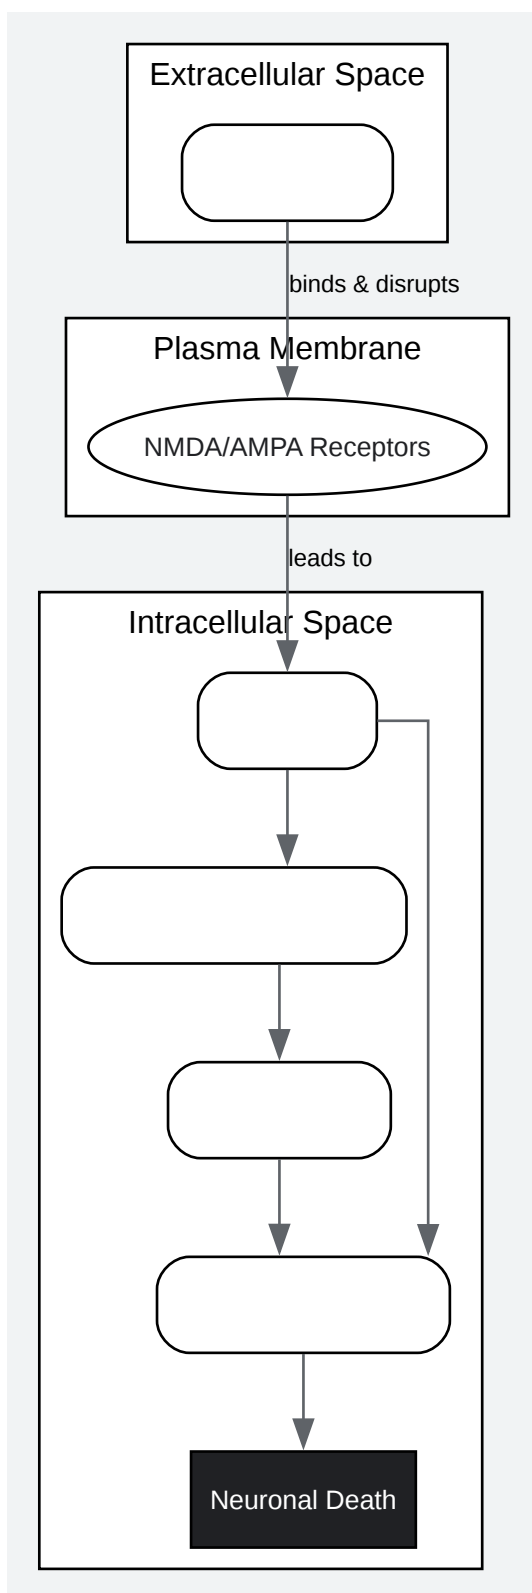 Extracellular Space
binds & disrupts
Plasma Membrane
NMDA/AMPA Receptors
leads to
Intracellular Space
Neuronal Death